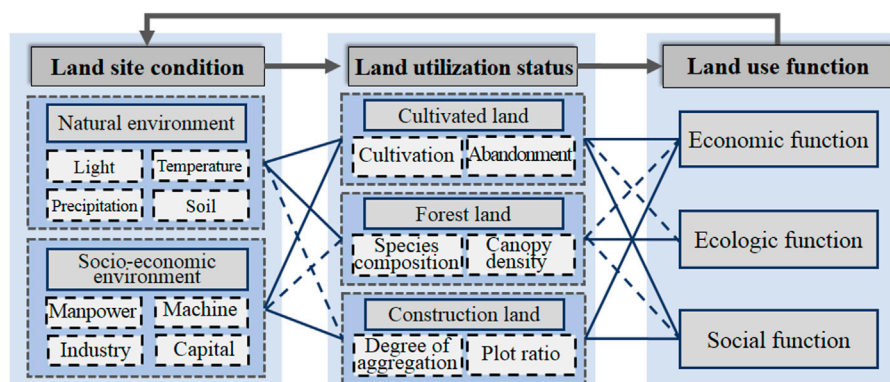 Land site condition
Land utilization status
Land use function
Natural environment
Light
Temperature
Precipitation
Soil
Socio-economic
environment
Manpower
Machine
Industry
Capital
Cultivated land
Cultivation
Abandonment
Forest land
Species
composition
Canopy
density
Construction land
Degree of
aggregation
Plot ratio
Economic function
Ecologic function
Social function